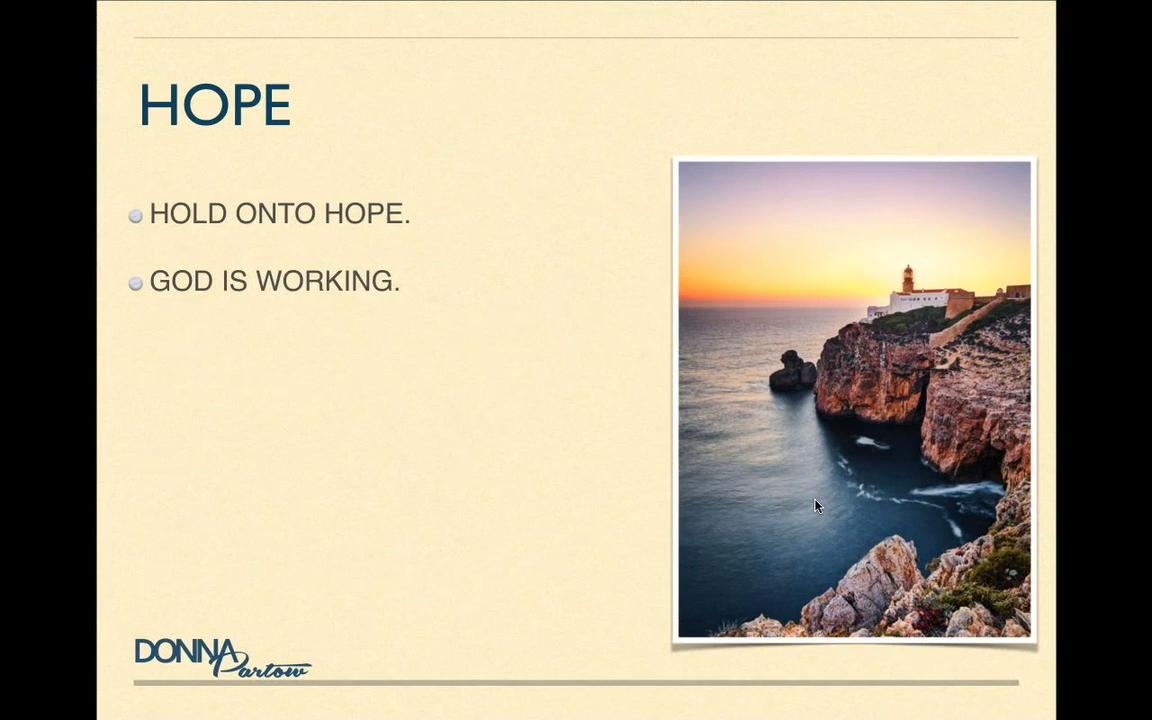 HOPE
HOLD ONTO HOPE.
GOD IS WORKING.
DONNA
Partow